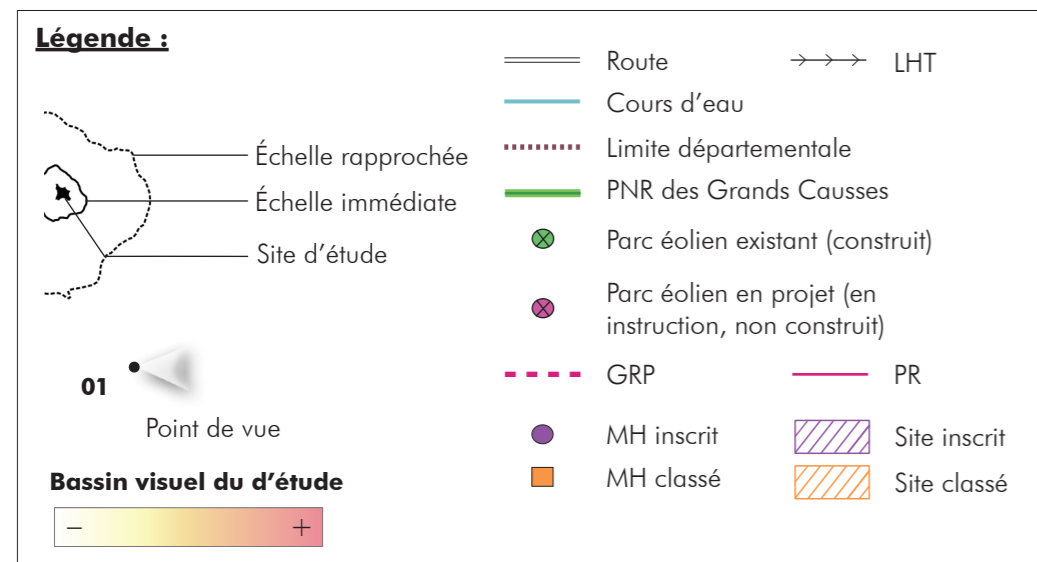 Légende :
Échelle rapprochée
Échelle immédiate
Site d'étude
01
Point de vue
Bassin visuel du d'étude
− +
Route
LHT
Cours d'eau
Limite départementale
PNR des Grands Causses
Parc éolien existant (construit)
Parc éolien en projet (en
instruction, non construit)
GRP
PR
MH inscrit
Site inscrit
MH classé
Site classé